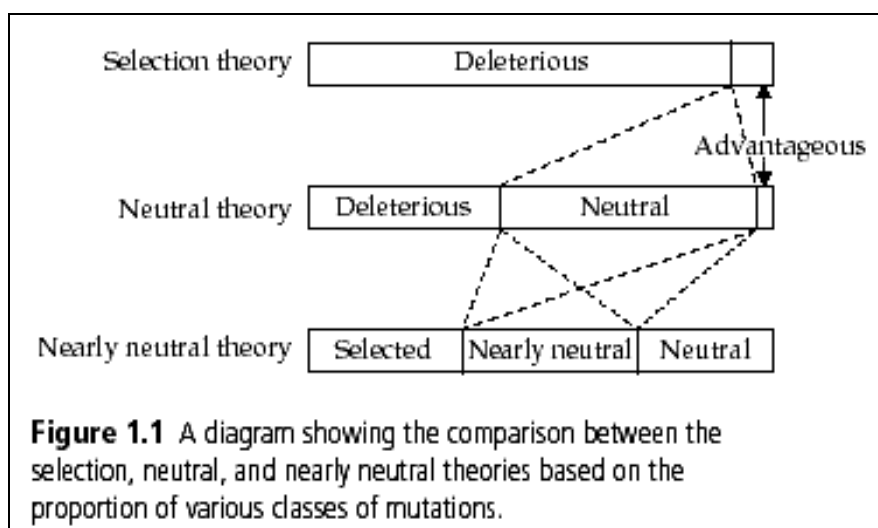 Selection theory Deleterious
Advantageous
Neutral theory Deleterious Neutral
Nearly neutral theory Selected Nearly neutral Neutral
Figure 1.1 A diagram showing the comparison between the
selection, neutral, and nearly neutral theories based on the
proportion of various classes of mutations.